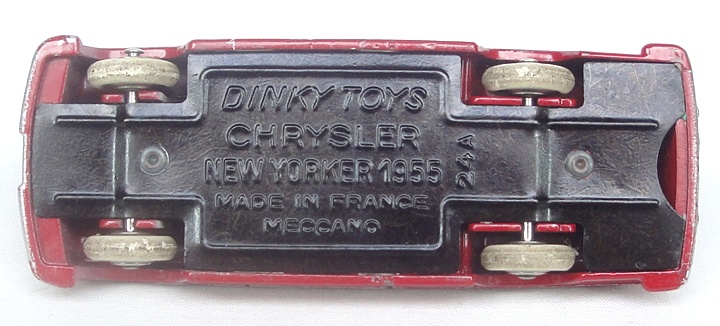 DINKY TOYS
CHRYSLER
NEW YORKER 1955
MADE IN FRANCE
MECCANO
24A